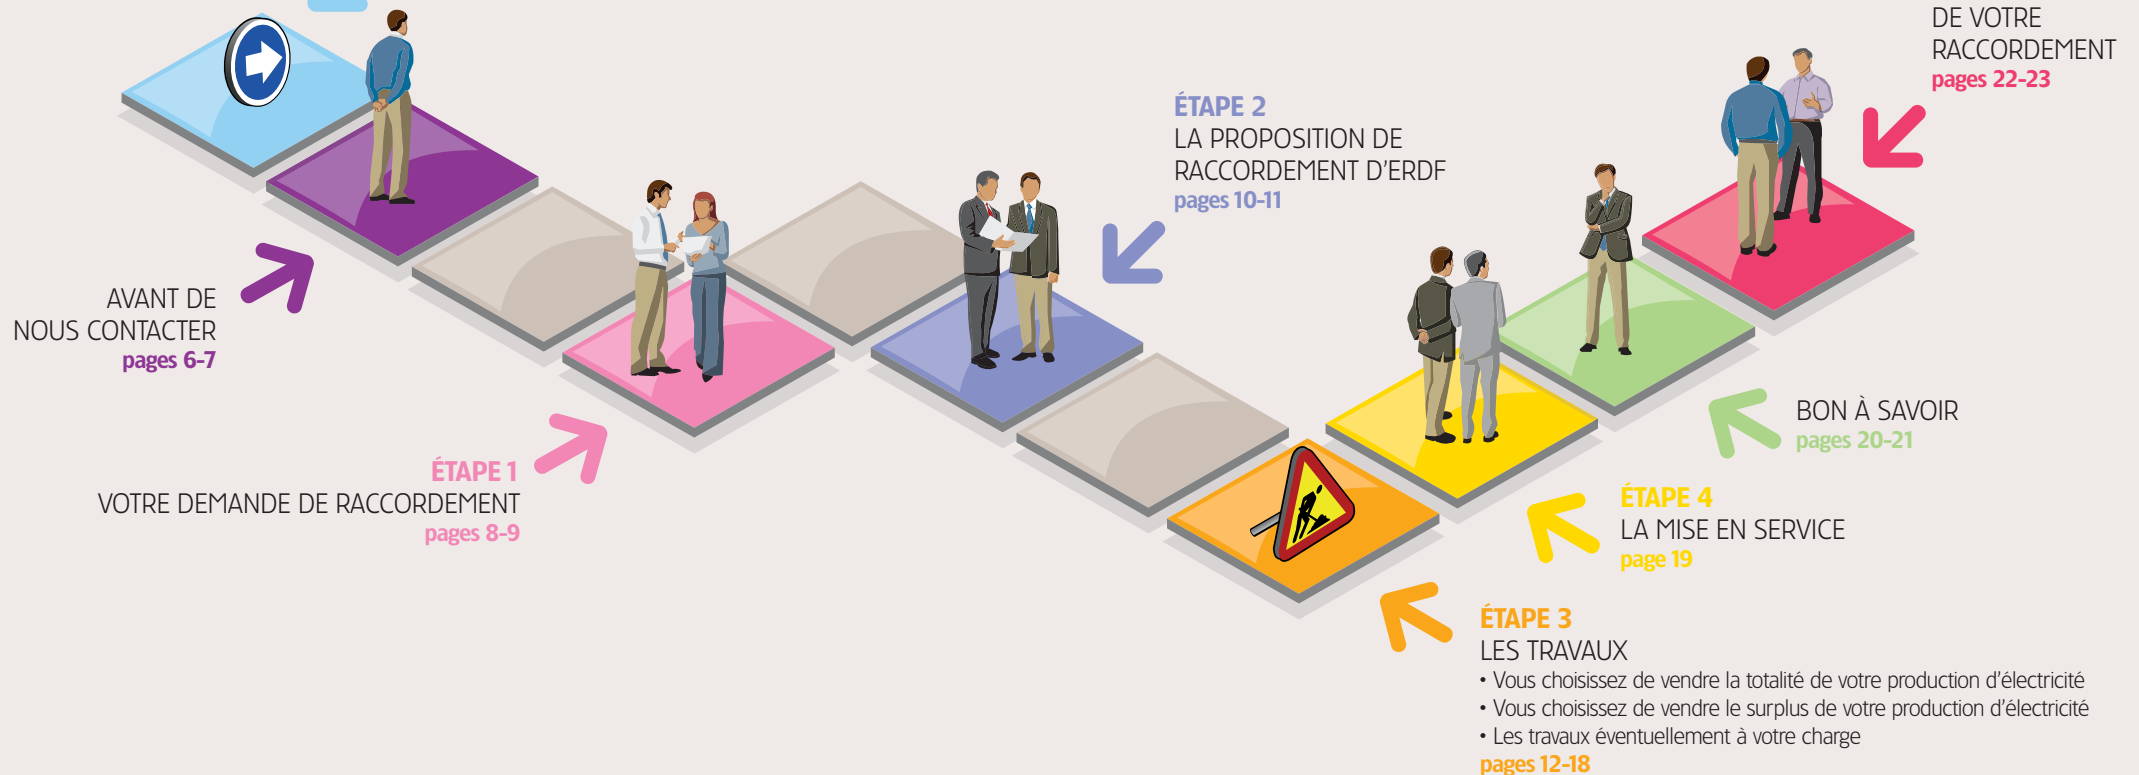 AVANT DE
NOUS CONTACTER
pages 6-7
ÉTAPE 1
VOTRE DEMANDE DE RACCORDEMENT
pages 8-9
ÉTAPE 2
LA PROPOSITION DE
RACCORDEMENT D’ERDF
pages 10-11
ÉTAPE 3
LES TRAVAUX
• Vous choisissez de vendre la totalité de votre production d’électricité
• Vous choisissez de vendre le surplus de votre production d’électricité
• Les travaux éventuellement à votre charge
pages 12-18
ÉTAPE 4
LA MISE EN SERVICE
page 19
BON À SAVOIR
pages 20-21
DE VOTRE
RACCORDEMENT
pages 22-23